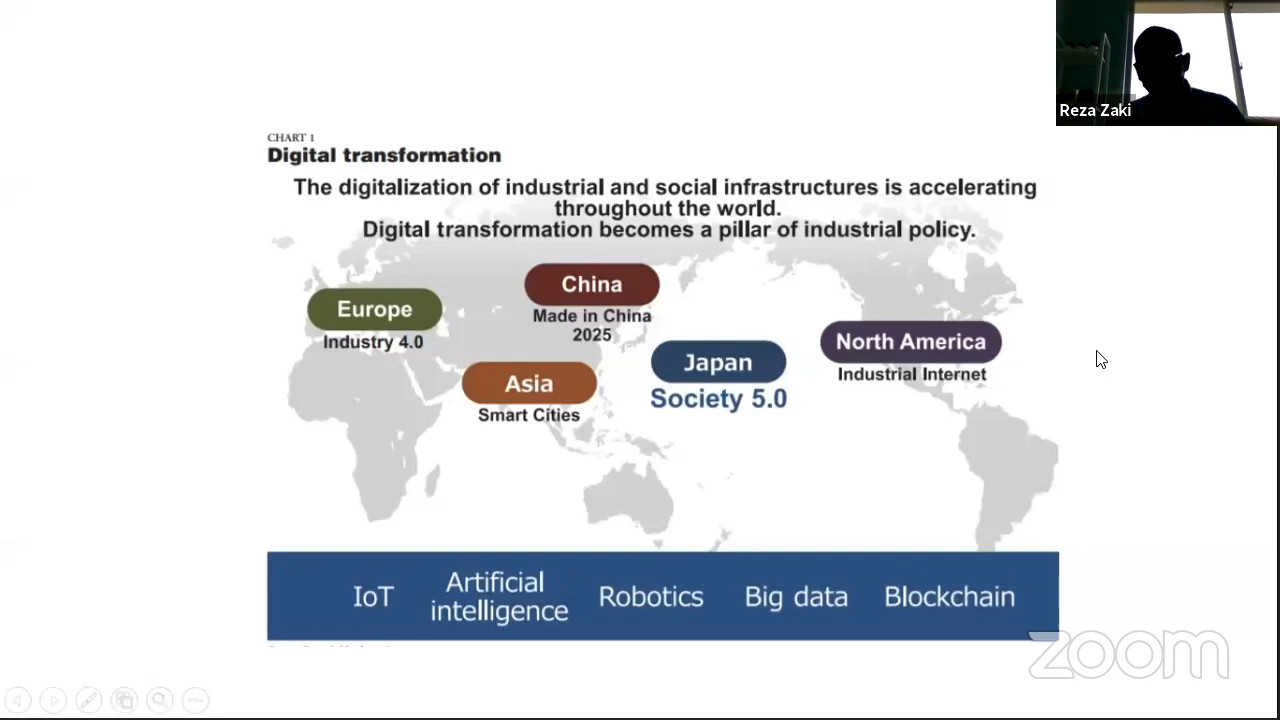 Reza Zaki
CHART 1
Digital transformation
The digitalization of industrial and social infrastructures is accelerating
throughout the world.
Digital transformation becomes a pillar of industrial policy.
China
Made in China
2025
Europe
Industry 4.0
North America
Industrial Internet
Japan
Society 5.0
Asia
Smart Cities
IoT
Artificial
intelligence
Robotics
Big data
Blockchain
zoom